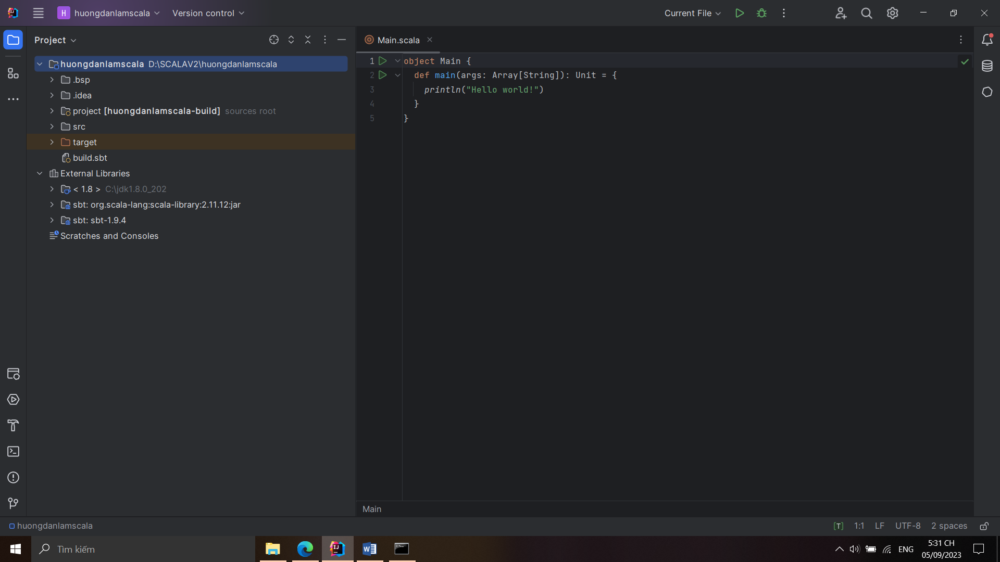 H huongdanlamscala Version control Current File
Project
Main.scala
huongdanlamscala D:\SCALAV2\huongdanlamscala
.bsp
.idea
project [huongdanlamscala-build] sources root
src
target
build.sbt
External Libraries
< 1.8 > C:\jdk1.8.0_202
sbt: org.scala-lang:scala-library:2.11.12:jar
sbt: sbt-1.9.4
Scratches and Consoles
1 object Main {
2 def main(args: Array[String]): Unit = {
3 println("Hello world!")
4 }
5 }
Main
huongdanlamscala [T] 1:1 LF UTF-8 2 spaces
Tìm kiếm
ENG
5:31 CH
05/09/2023